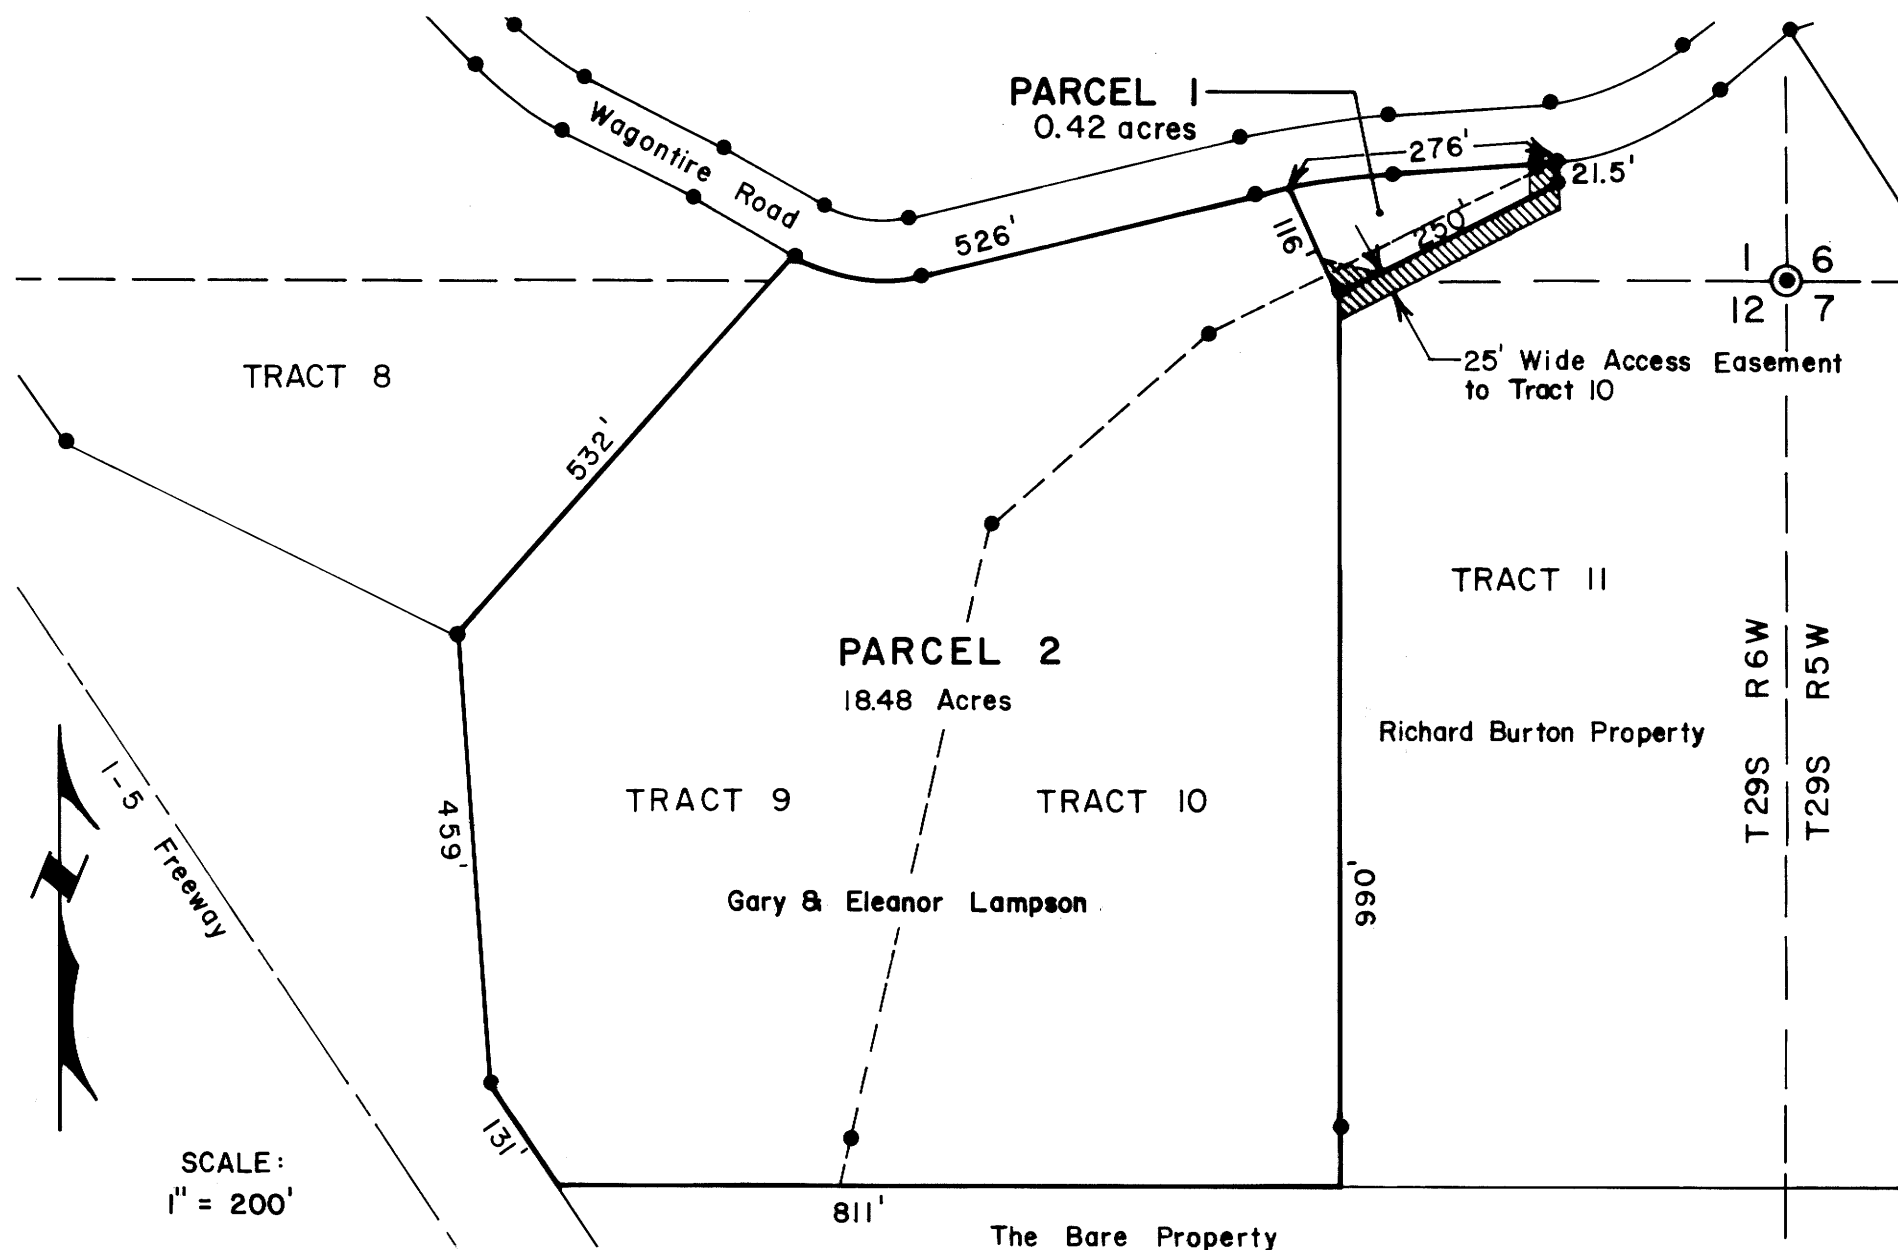 Wagontire Road
PARCEL 1
0.42 acres
276'
21.5'
526'
116'
250'
1 6
12 7
25' Wide Access Easement
to Tract 10
TRACT 8
532'
TRACT 11
PARCEL 2
18.48 Acres
R6W R5W
T29S T29S
Richard Burton Property
I-5 Freeway
459'
TRACT 9
TRACT 10
Gary & Eleanor Lampson
990'
131'
SCALE:
1" = 200'
811'
The Bare Property